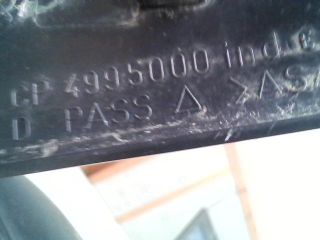 CP 4995000 ind.
D PASS △ >AS